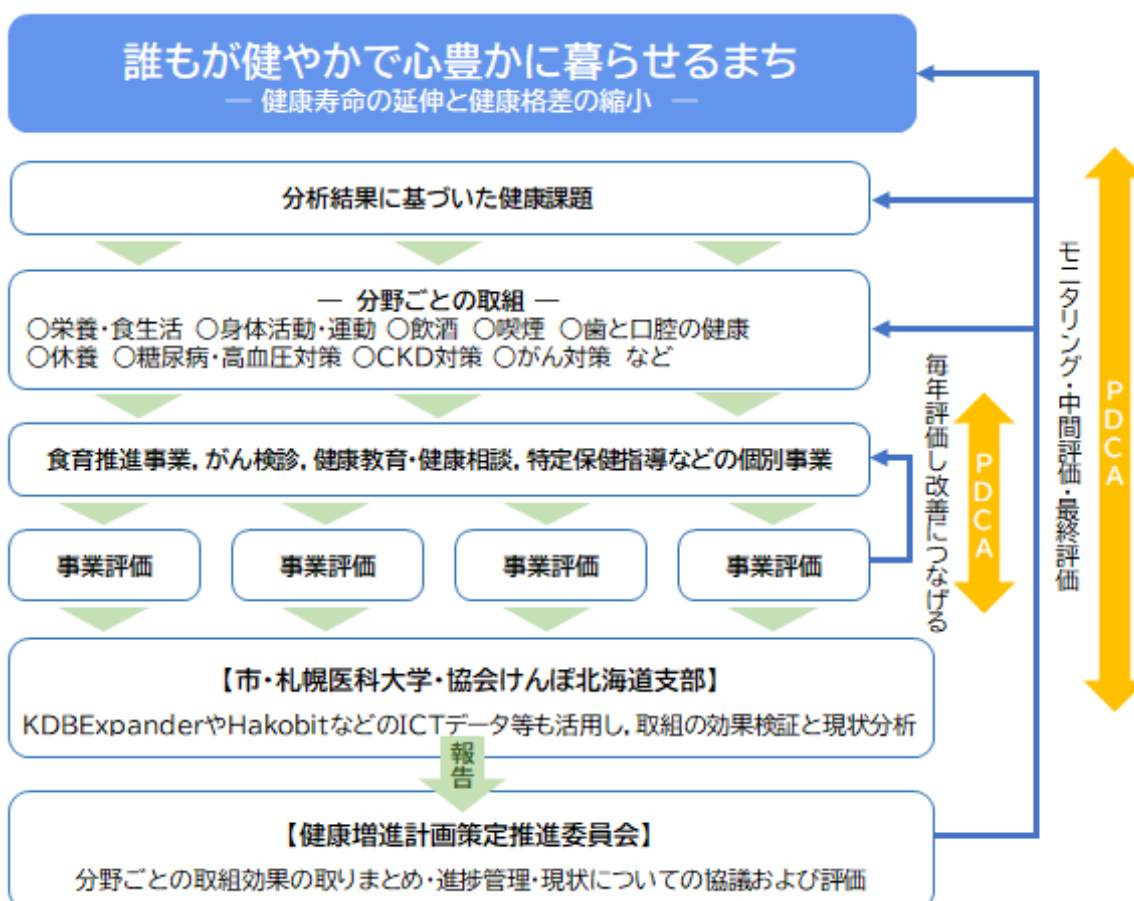 誰もが健やかで心豊かに暮らせるまち
― 健康寿命の延伸と健康格差の縮小 ―
分析結果に基づいた健康課題
― 分野ごとの取組 ―
〇栄養・食生活 〇身体活動・運動 〇飲酒 〇喫煙 〇歯と口腔の健康
〇休養 〇糖尿病・高血圧対策 〇CKD対策 〇がん対策 など
食育推進事業，がん検診，健康教育・健康相談，特定保健指導などの個別事業
事業評価
事業評価
事業評価
事業評価
毎年評価し改善につなげる
PDCA
モニタリング・中間評価・最終評価
PDCA
【市・札幌医科大学・協会けんぽ北海道支部】
KDBExpanderやHakobitなどのICTデータ等も活用し，取組の効果検証と現状分析
報告
【健康増進計画策定推進委員会】
分野ごとの取組効果の取りまとめ・進捗管理・現状についての協議および評価